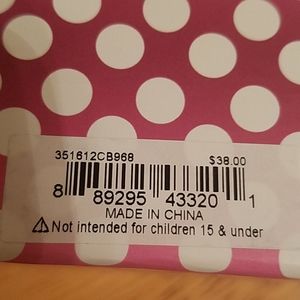 351612CB968 $38.00
8 89295 43320 1
MADE IN CHINA
⚠ Not intended for children 15 & under